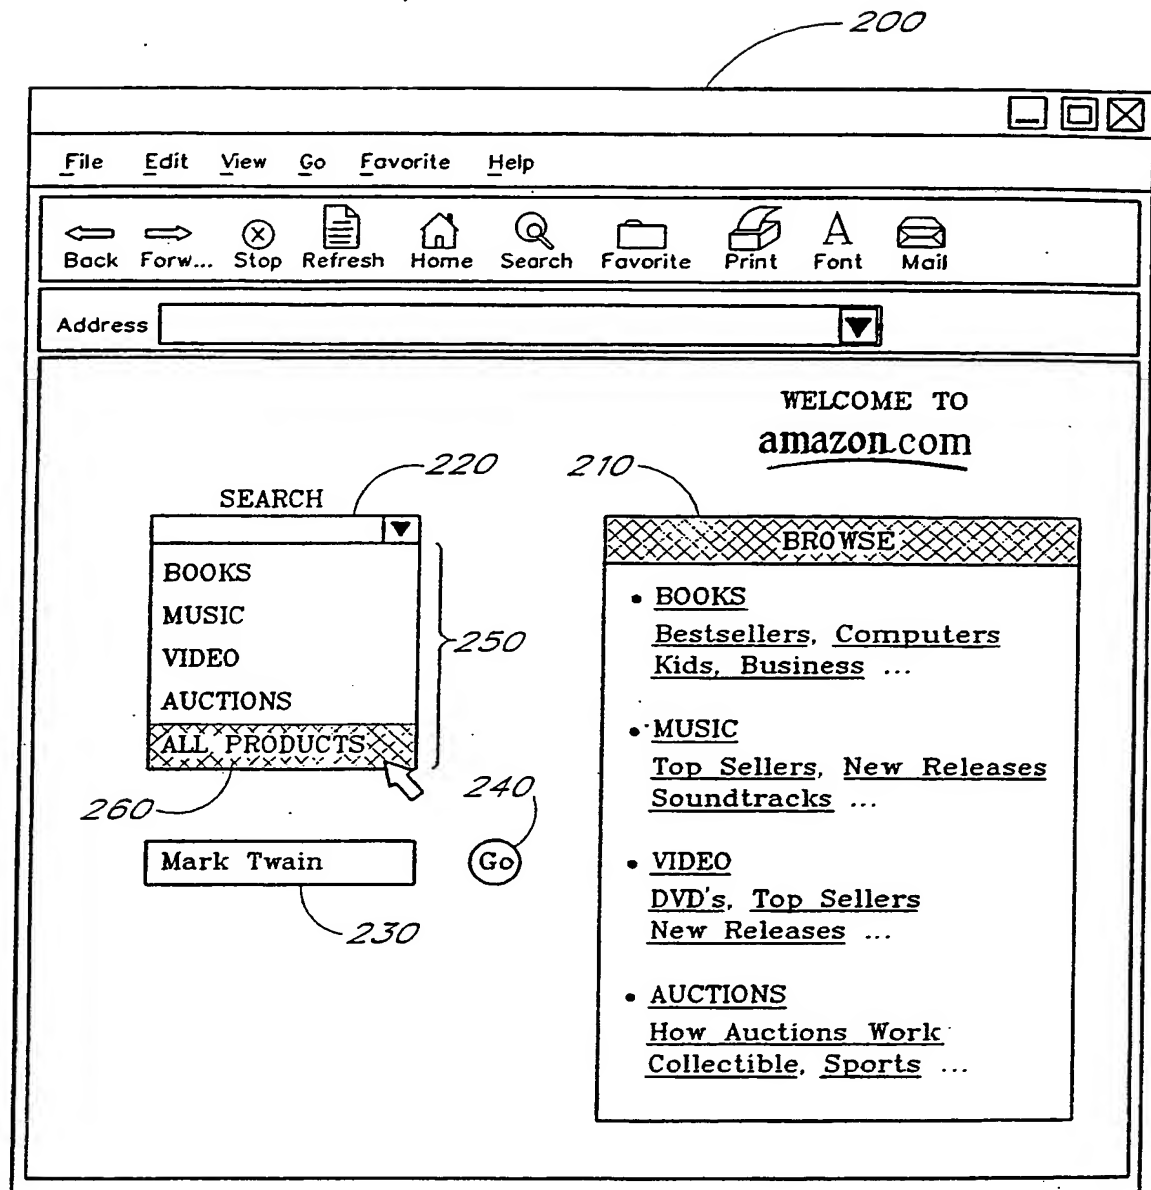 200
File Edit View Go Favorite Help
Back Forw... Stop Refresh Home Search Favorite Print Font Mail
Address
WELCOME TO
amazon.com
220
210
SEARCH
BROWSE
BOOKS
MUSIC
VIDEO
AUCTIONS
ALL PRODUCTS
250
260
240
Mark Twain
Go
230
• BOOKS
Bestsellers, Computers
Kids, Business ...
• MUSIC
Top Sellers, New Releases
Soundtracks ...
• VIDEO
DVD's, Top Sellers
New Releases ...
• AUCTIONS
How Auctions Work
Collectible, Sports ...